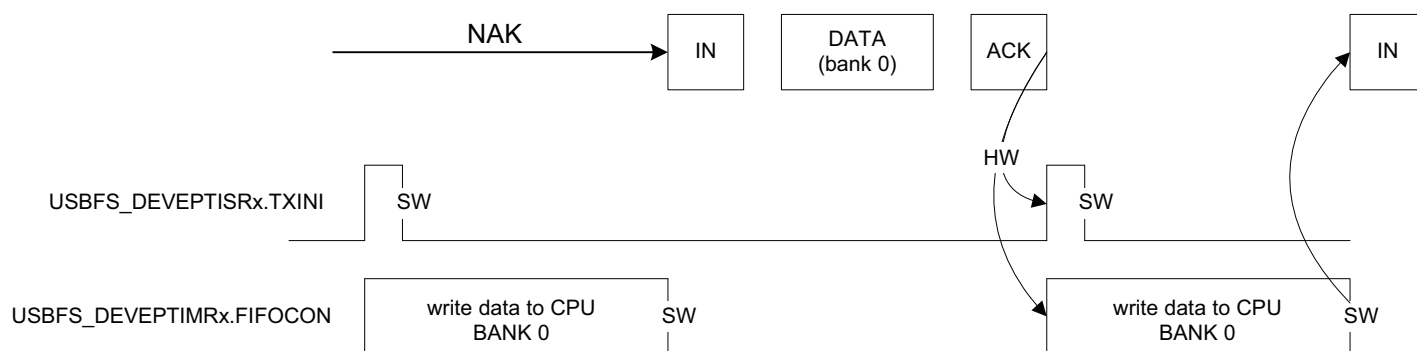 NAK
IN
DATA
(bank 0)
ACK
IN
HW
USBFS_DEVEPTISRx.TXINI
SW
SW
USBFS_DEVEPTIMRx.FIFOCON
write data to CPU
BANK 0
SW
write data to CPU
BANK 0
SW